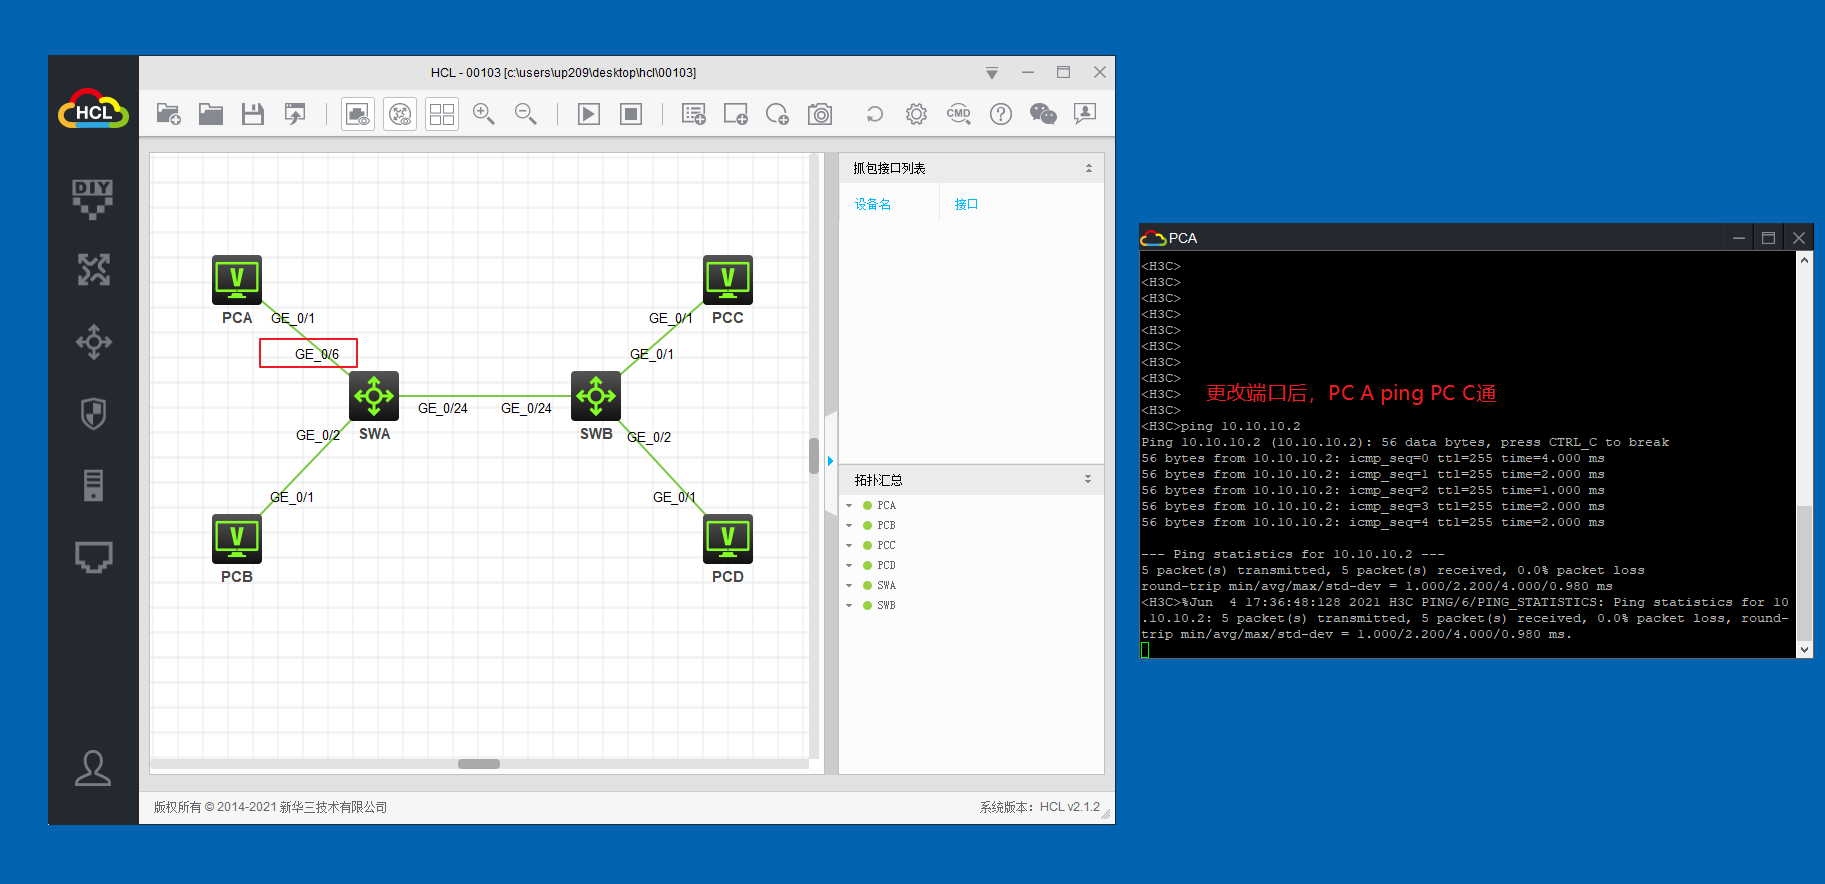 HCL - 00103 [c:\users\up209\desktop\hcl\00103]
HCL
CMD
DIY
抓包接口列表
设备名
接口
PCA
GE_0/1
GE_0/6
GE_0/1
PCC
GE_0/1
SWA
GE_0/24
GE_0/24
SWB
GE_0/2
GE_0/2
GE_0/1
GE_0/1
PCB
PCD
拓扑汇总
PCA
PCB
PCC
PCD
SWA
SWB
版权所有 © 2014-2021 新华三技术有限公司
系统版本：HCL v2.1.2
PCA
<H3C>
<H3C>
<H3C>
<H3C>
<H3C>
<H3C>
<H3C>
<H3C>
<H3C>
更改端口后，PC A ping PC C通
<H3C>
<H3C>ping 10.10.10.2
Ping 10.10.10.2 (10.10.10.2): 56 data bytes, press CTRL_C to break
56 bytes from 10.10.10.2: icmp_seq=0 ttl=255 time=4.000 ms
56 bytes from 10.10.10.2: icmp_seq=1 ttl=255 time=2.000 ms
56 bytes from 10.10.10.2: icmp_seq=2 ttl=255 time=1.000 ms
56 bytes from 10.10.10.2: icmp_seq=3 ttl=255 time=2.000 ms
56 bytes from 10.10.10.2: icmp_seq=4 ttl=255 time=2.000 ms
--- Ping statistics for 10.10.10.2 ---
5 packet(s) transmitted, 5 packet(s) received, 0.0% packet loss
round-trip min/avg/max/std-dev = 1.000/2.200/4.000/0.980 ms
<H3C>%Jun  4 17:36:48:128 2021 H3C PING/6/PING_STATISTICS: Ping statistics for 10
.10.10.2: 5 packet(s) transmitted, 5 packet(s) received, 0.0% packet loss, round-
trip min/avg/max/std-dev = 1.000/2.200/4.000/0.980 ms.